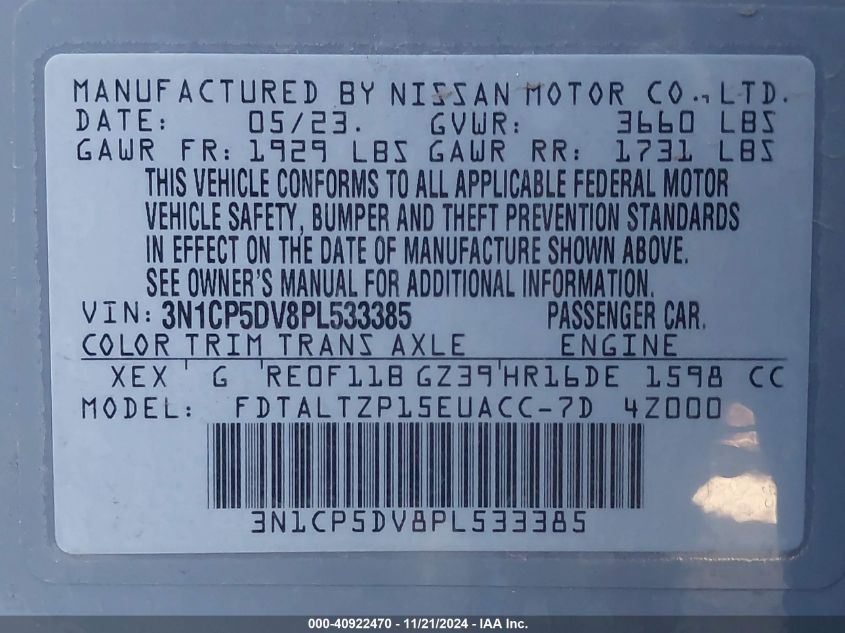 MANUFACTURED BY NISSAN MOTOR CO., LTD.
DATE: 05/23. GVWR: 3660 LBS
GAWR FR: 1929 LBS GAWR RR: 1731 LBS
THIS VEHICLE CONFORMS TO ALL APPLICABLE FEDERAL MOTOR
VEHICLE SAFETY, BUMPER AND THEFT PREVENTION STANDARDS
IN EFFECT ON THE DATE OF MANUFACTURE SHOWN ABOVE.
SEE OWNER'S MANUAL FOR ADDITIONAL INFORMATION.
VIN: 3N1CP5DV8PL533385 PASSENGER CAR.
COLOR TRIM TRANS AXLE ENGINE
XEX G RE0F11B GZ39 HR16DE 1598 CC
MODEL: FDTALTZP15EUACC-7D 4Z000
3N1CP5DV8PL533385
000-40922470 - 11/21/2024 - IAA Inc.